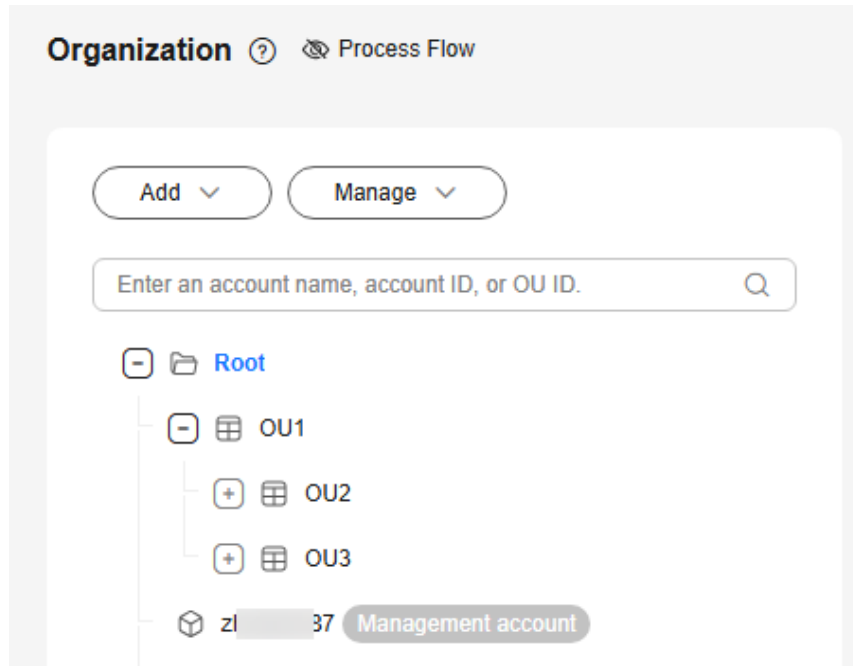 Organization ? Process Flow
Add Manage
Enter an account name, account ID, or OU ID.
Root
OU1
OU2
OU3
87 Management account